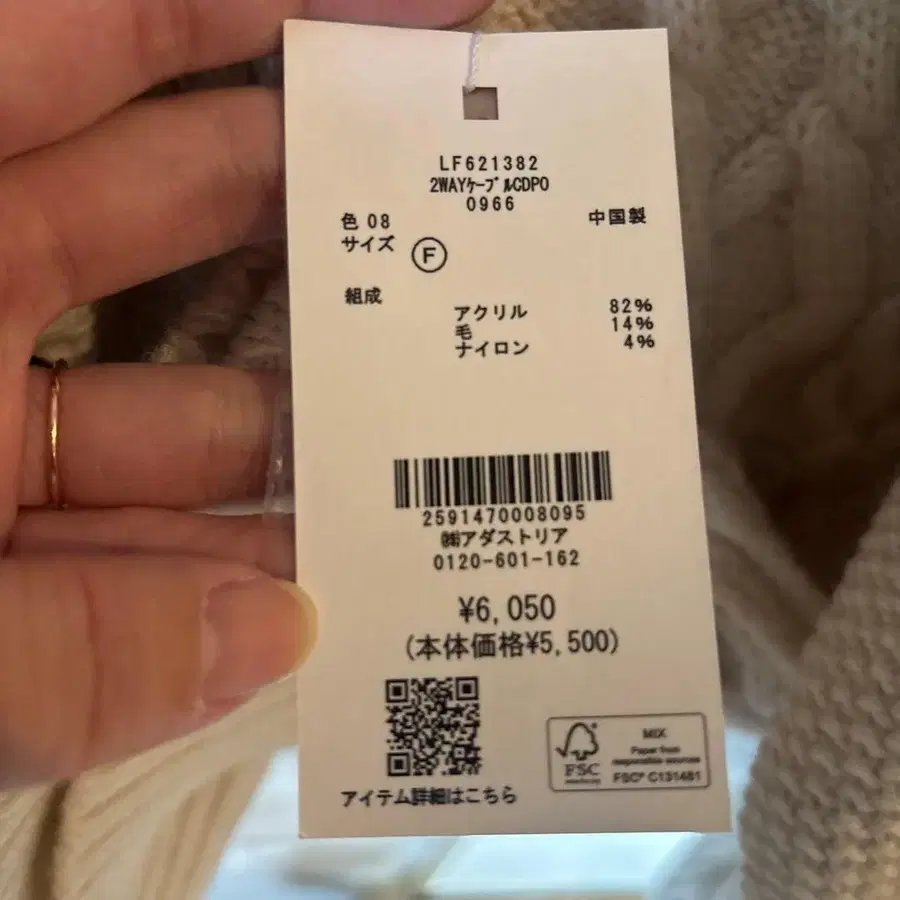 LF621382
2WAYケーブルCDPO
0966
色 08
中国製
サイズ Ⓕ
組成
アクリル 82%
毛 14%
ナイロン 4%
2591470008095
㈱アダストリア
0120-601-162
¥6,050
(本体価格¥5,500)
アイテム詳細はこちら
FSC
MIX
Paper from
responsible sources
FSC® C131481